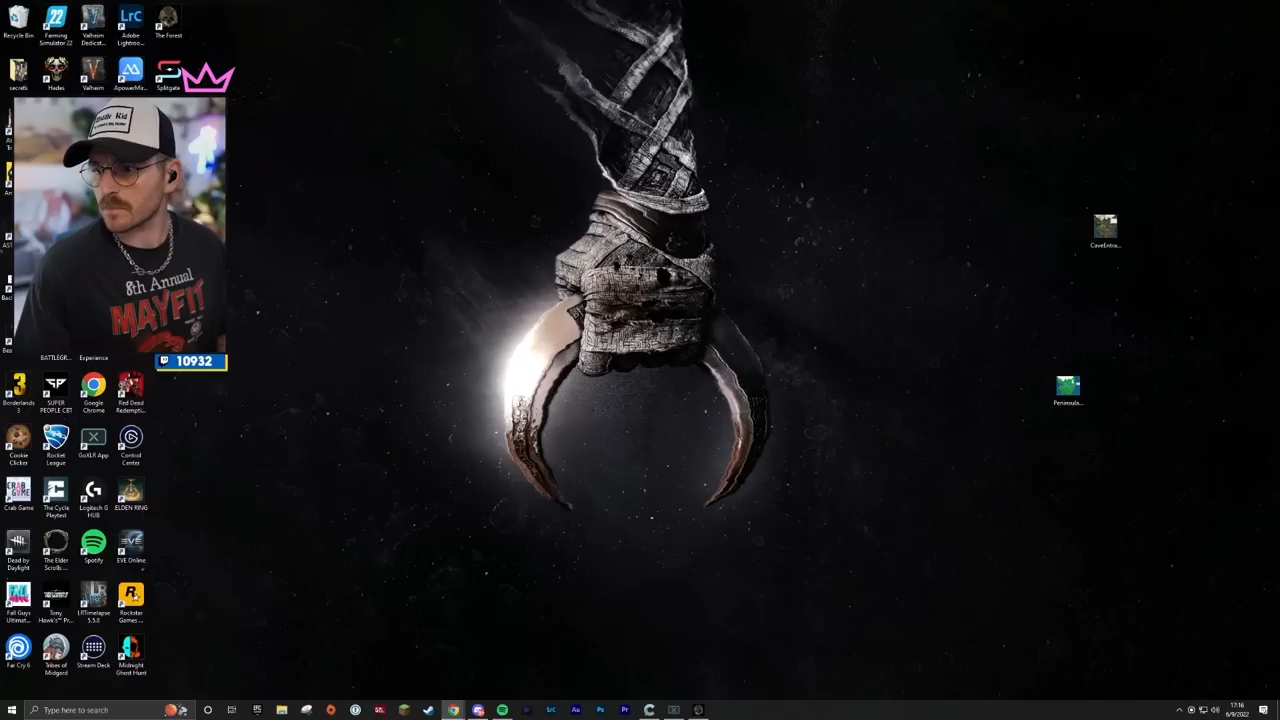 Recycle Bin
Farming
Simulator 22
Valheim
Dedicat...
Adobe
Lightroo...
The Forest
secrets
Hades
Valheim
ApowerMir...
Splitgate
Middle Kid
8th Annual
MAYFIT
BATTLEGR...
Experience
10932
Borderlands
3
SUPER
PEOPLE CBT
Google
Chrome
Red Dead
Redempti...
Cookie
Clicker
Rocket
League
GoXLR App
Control
Center
Crab Game
The Cycle
Playtest
Logitech G
HUB
ELDEN RING
Dead by
Daylight
The Elder
Scrolls ...
Spotify
EVE Online
Fall Guys
Ultimat...
Tony
Hawk's™ Pr...
LRTimelapse
5.5.8
Rockstar
Games ...
Far Cry 6
Tribes of
Midgard
Stream Deck
Midnight
Ghost Hunt
CaveEntra...
Peninsula...
Type here to search
17:16
6/9/2022